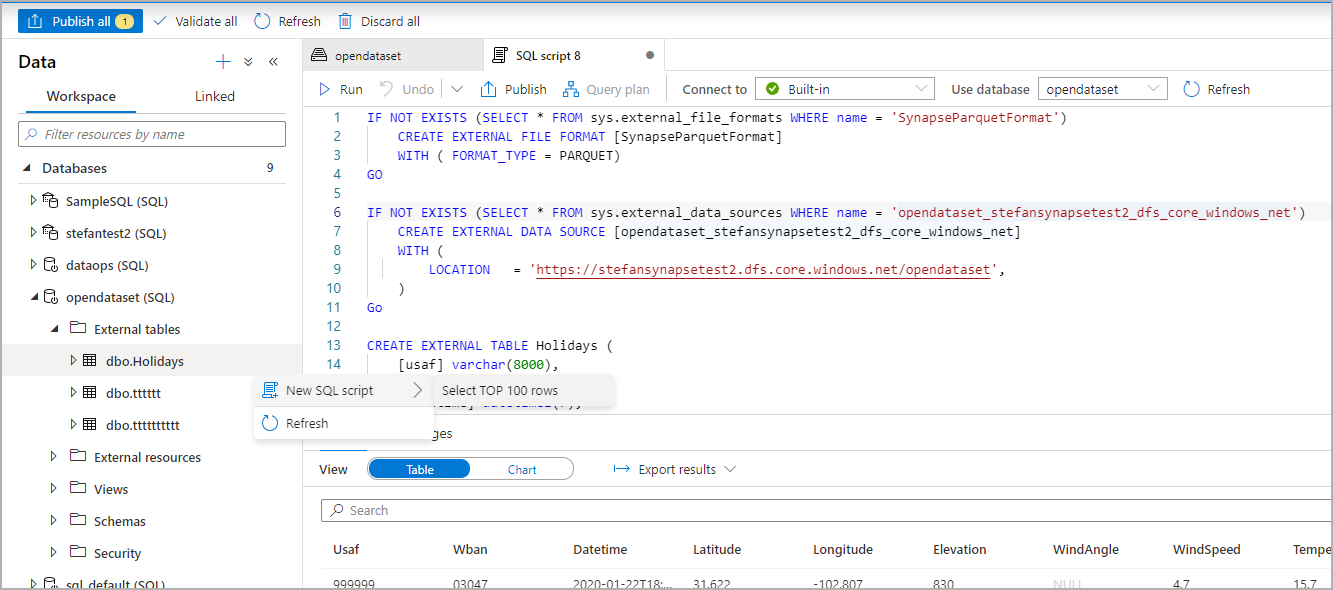 Publish all 1 Validate all Refresh Discard all
Data
Workspace Linked
Filter resources by name
Databases 9
SampleSQL (SQL)
stefantest2 (SQL)
dataops (SQL)
opendataset (SQL)
External tables
dbo.Holidays
dbo.tttttt
dbo.tttttttttt
External resources
Views
Schemas
Security
sql_default (SQL)
New SQL script
Select TOP 100 rows
Refresh
opendataset SQL script 8
Run Undo Publish Query plan Connect to Built-in Use database opendataset Refresh
1 IF NOT EXISTS (SELECT * FROM sys.external_file_formats WHERE name = 'SynapseParquetFormat')
2 CREATE EXTERNAL FILE FORMAT [SynapseParquetFormat]
3 WITH ( FORMAT_TYPE = PARQUET)
4 GO
5
6 IF NOT EXISTS (SELECT * FROM sys.external_data_sources WHERE name = 'opendataset_stefansynapsetest2_dfs_core_windows_net')
7 CREATE EXTERNAL DATA SOURCE [opendataset_stefansynapsetest2_dfs_core_windows_net]
8 WITH (
9 LOCATION = 'https://stefansynapsetest2.dfs.core.windows.net/opendataset',
10 )
11 Go
12
13 CREATE EXTERNAL TABLE Holidays (
14 [usaf] varchar(8000),
View Table Chart Export results
Search
Usaf Wban Datetime Latitude Longitude Elevation WindAngle WindSpeed Tempe
999999 03047 2020-01-22T18:... 31.622 -102.807 830 NULL 4.7 15.7